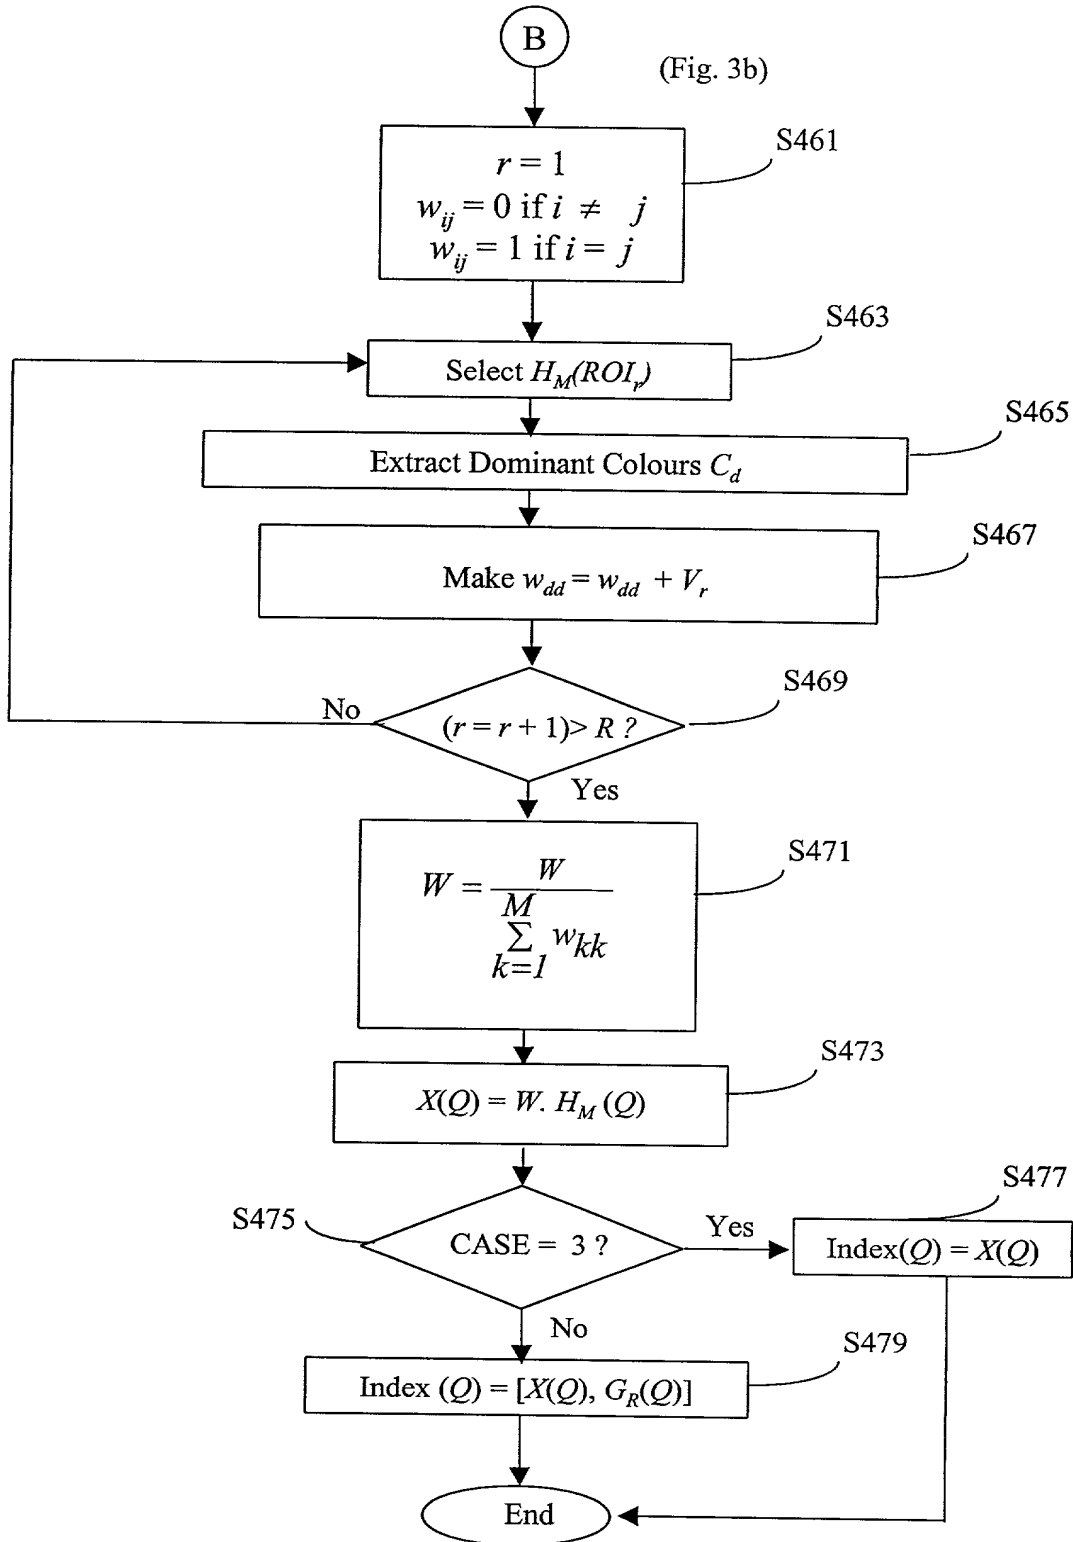 B
(Fig. 3b)
S461
r = 1
w_ij = 0 if i ≠ j
w_ij = 1 if i = j
S463
Select H_M(ROI_r)
S465
Extract Dominant Colours C_d
S467
Make w_dd = w_dd + V_r
S469
No
(r = r + 1)> R ?
Yes
S471
W = W
M
∑ w_kk
k=1
S473
X(Q) = W. H_M (Q)
S477
S475
Yes
CASE = 3 ?
Index(Q) = X(Q)
No
S479
Index (Q) = [X(Q), G_R(Q)]
End